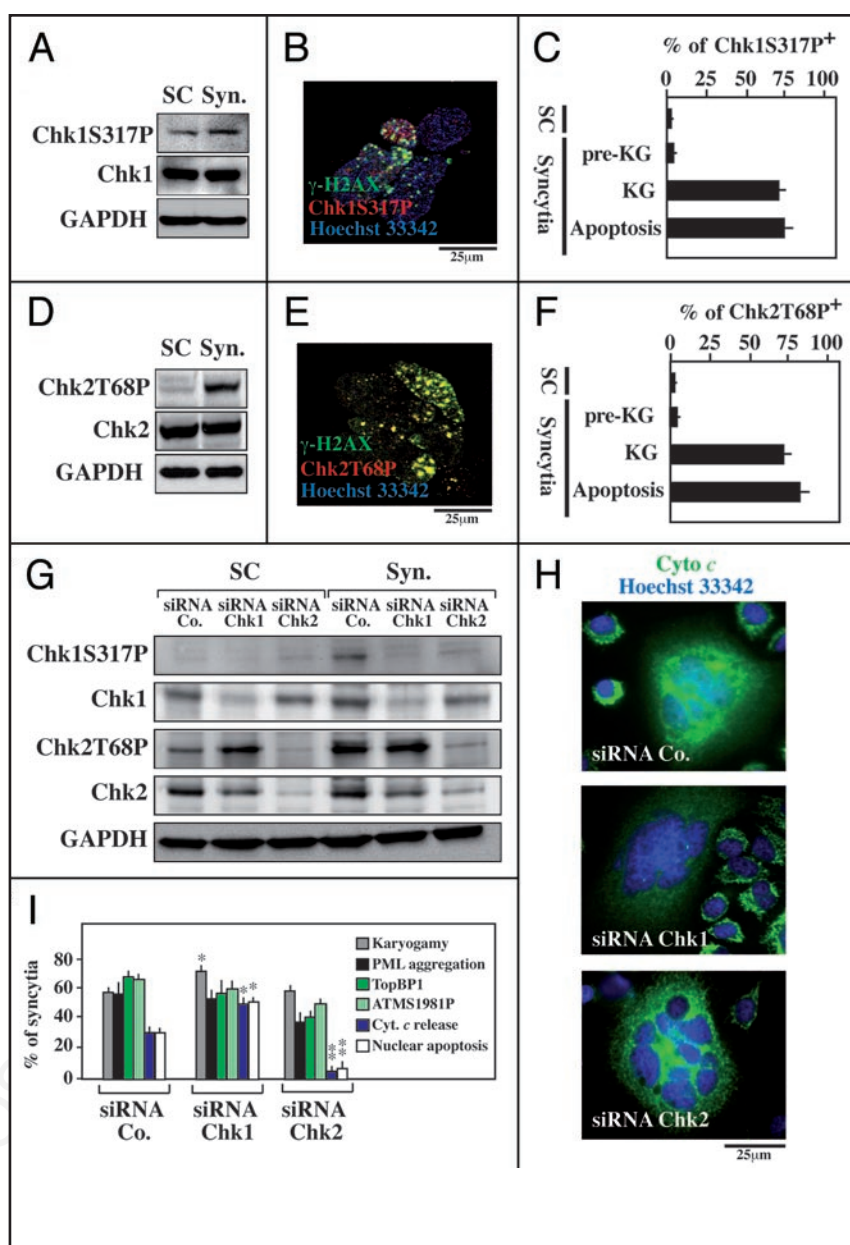 A
SC Syn.
Chk1S317P
Chk1
GAPDH
B
γ-H2AX
Chk1S317P
Hoechst 33342
25μm
C
% of Chk1S317P+
0 25 50 75 100
SC
Syncytia
pre-KG
KG
Apoptosis
D
SC Syn.
Chk2T68P
Chk2
GAPDH
E
γ-H2AX
Chk2T68P
Hoechst 33342
25μm
F
% of Chk2T68P+
0 25 50 75 100
SC
Syncytia
pre-KG
KG
Apoptosis
G
SC Syn.
siRNA siRNA siRNA siRNA siRNA siRNA
Co. Chk1 Chk2 Co. Chk1 Chk2
Chk1S317P
Chk1
Chk2T68P
Chk2
GAPDH
H
Cyto c
Hoechst 33342
siRNA Co.
siRNA Chk1
siRNA Chk2
25μm
I
% of syncytia
80
60
40
20
0
* * * ** **
Karyogamy
PML aggregation
TopBP1
ATMS1981P
Cyt. c release
Nuclear apoptosis
siRNA siRNA siRNA
Co. Chk1 Chk2